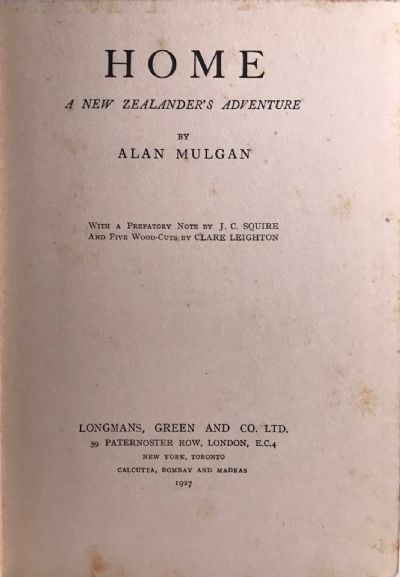 HOME
A NEW ZEALANDER'S ADVENTURE
BY
ALAN MULGAN
WITH A PREFATORY NOTE BY J. C. SQUIRE
AND FIVE WOOD-CUTS BY CLARE LEIGHTON
LONGMANS, GREEN AND CO. LTD.
39 PATERNOSTER ROW, LONDON, E.C.4
NEW YORK, TORONTO
CALCUTTA, BOMBAY AND MADRAS
1927